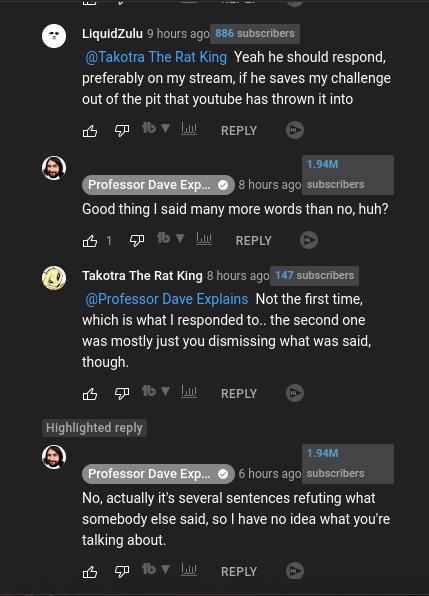 REPLY
LiquidZulu 9 hours ago 886 subscribers
@Takotra The Rat King Yeah he should respond,
preferably on my stream, if he saves my challenge
out of the pit that youtube has thrown it into
REPLY
1.94M
Professor Dave Exp... 8 hours ago subscribers
Good thing I said many more words than no, huh?
1 REPLY
Takotra The Rat King 8 hours ago 147 subscribers
@Professor Dave Explains Not the first time,
which is what I responded to.. the second one
was mostly just you dismissing what was said,
though.
REPLY
Highlighted reply
1.94M
Professor Dave Exp... 6 hours ago subscribers
No, actually it's several sentences refuting what
somebody else said, so I have no idea what you're
talking about.
REPLY